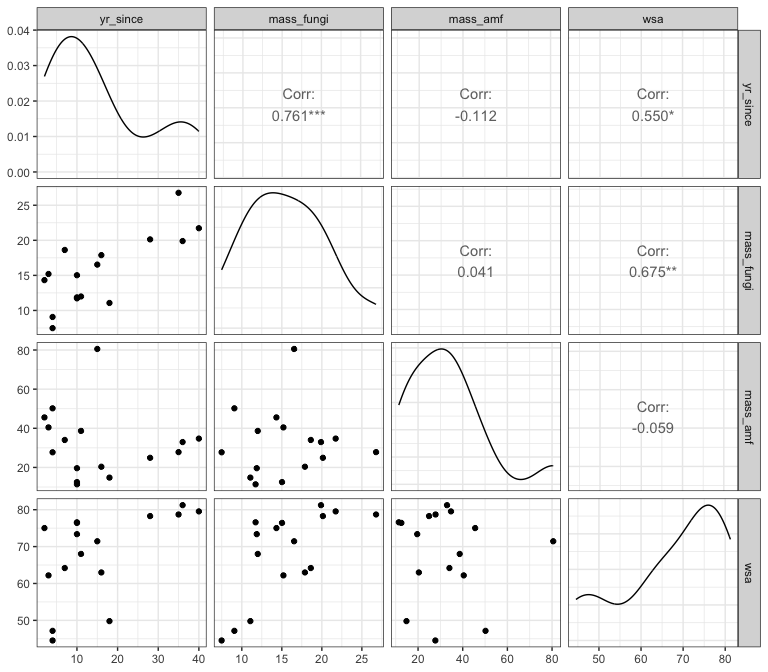 yr_since mass_fungi mass_amf wsa
0.04
0.03
0.02
0.01
0.00
Corr:
0.761***
Corr:
-0.112
Corr:
0.550*
yr_since
25
20
15
10
Corr:
0.041
Corr:
0.675**
mass_fungi
80
60
40
20
Corr:
-0.059
mass_amf
80
70
60
50
wsa
10 20 30 40 10 15 20 25 20 40 60 80 50 60 70 80